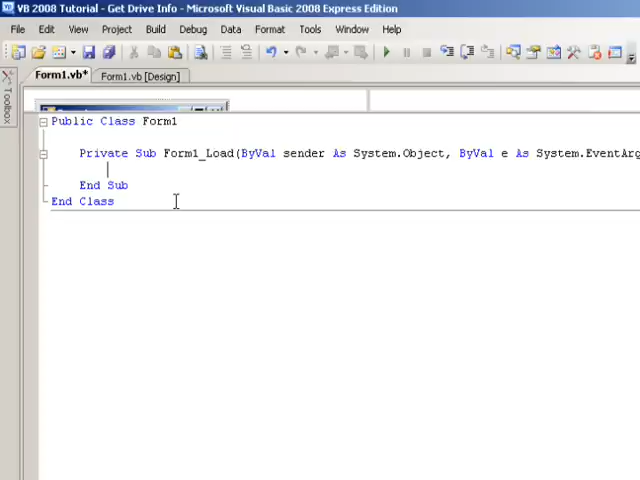 VB 2008 Tutorial - Get Drive Info - Microsoft Visual Basic 2008 Express Edition
File Edit View Project Build Debug Data Format Tools Window Help
Form1.vb* Form1.vb [Design]
Toolbox
Public Class Form1
Private Sub Form1_Load(ByVal sender As System.Object, ByVal e As System.EventArg
End Sub
End Class